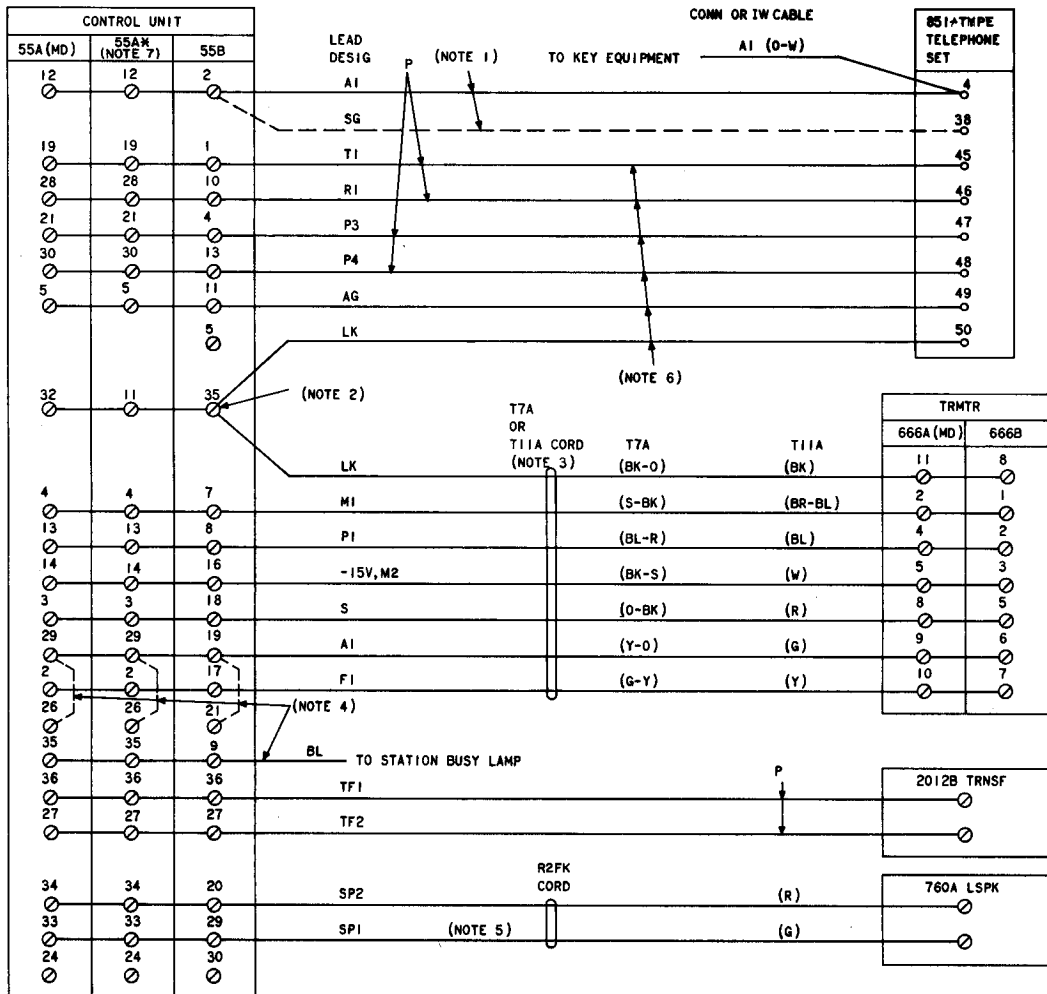 CONTROL UNIT
55A (MD) 55A* (NOTE 7) 55B
LEAD DESIG
P (NOTE 1)
TO KEY EQUIPMENT
CONN OR IW CABLE
A1 (O-W)
TELEPHONE
SET
12 12 2 A1 4
SG 38
19 19 1 T1 45
28 28 10 R1 46
21 21 4 P3 47
30 30 13 P4 48
5 5 11 AG 49
5 LK 50
(NOTE 6)
32 11 35 (NOTE 2)
T7A
OR
T11A CORD
(NOTE 3)
T7A T11A
TRMTR
666A (MD) 666B
LK (BK-O) (BK) 11 8
4 4 7 M1 (S-BK) (BR-BL) 2 1
13 13 8 P1 (BL-R) (BL) 4 2
14 14 16 -15V, M2 (BK-S) (W) 5 3
3 3 18 S (O-BK) (R) 8 5
29 29 19 A1 (Y-O) (G) 9 6
2 2 17 F1 (G-Y) (Y) 10 7
26 26 21 (NOTE 4)
35 35 9 BL TO STATION BUSY LAMP
P
2012B TRNSF
36 36 36 TF1
27 27 27 TF2
R2FK
CORD
760A LSPK
34 34 20 SP2 (R)
33 33 29 SP1 (NOTE 5) (G)
24 24 30